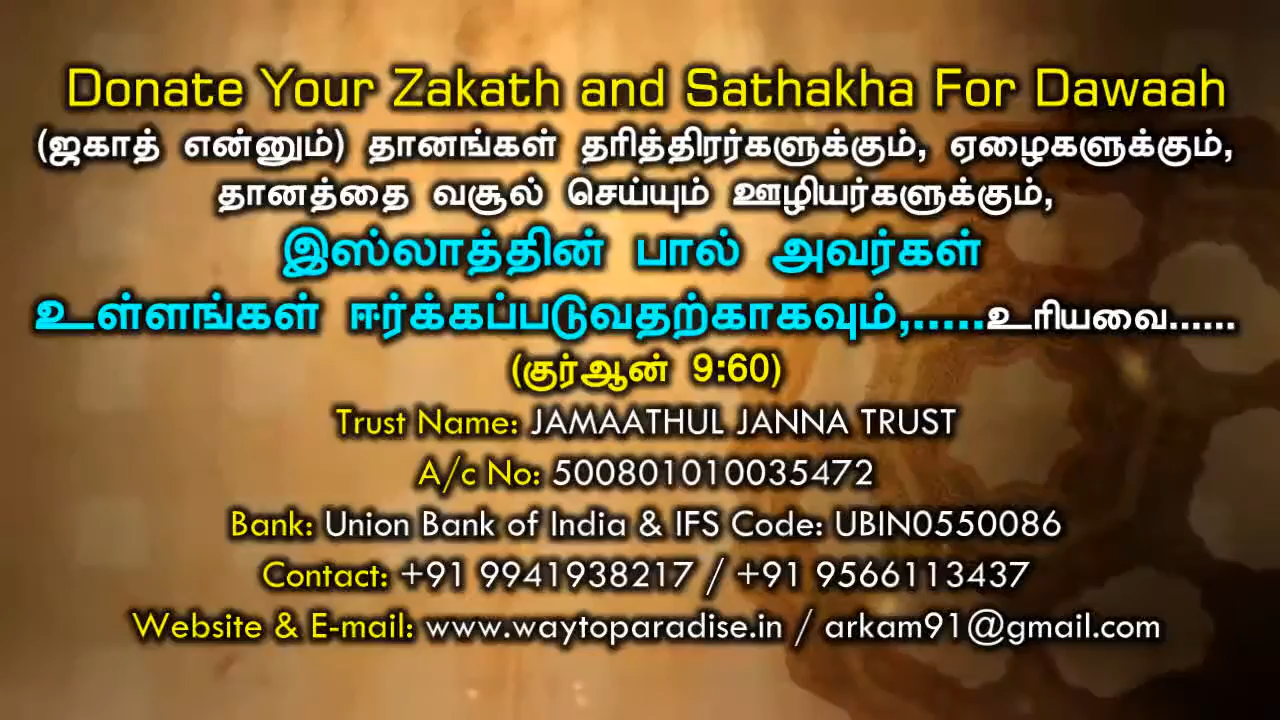 Donate Your Zakath and Sathakha For Dawaah
(ஜகாத் என்னும்) தானங்கள் தரித்திரர்களுக்கும், ஏழைகளுக்கும்,
தானத்தை வசூல் செய்யும் ஊழியர்களுக்கும்,
இஸ்லாத்தின் பால் அவர்கள்
உள்ளங்கள் ஈர்க்கப்படுவதற்காகவும்,.....உரியவை......
(குர்ஆன் 9:60)
Trust Name: JAMAATHUL JANNA TRUST
A/c No: 500801010035472
Bank: Union Bank of India & IFS Code: UBIN0550086
Contact: +91 9941938217 / +91 9566113437
Website & E-mail: www.waytoparadise.in / arkam91@gmail.com